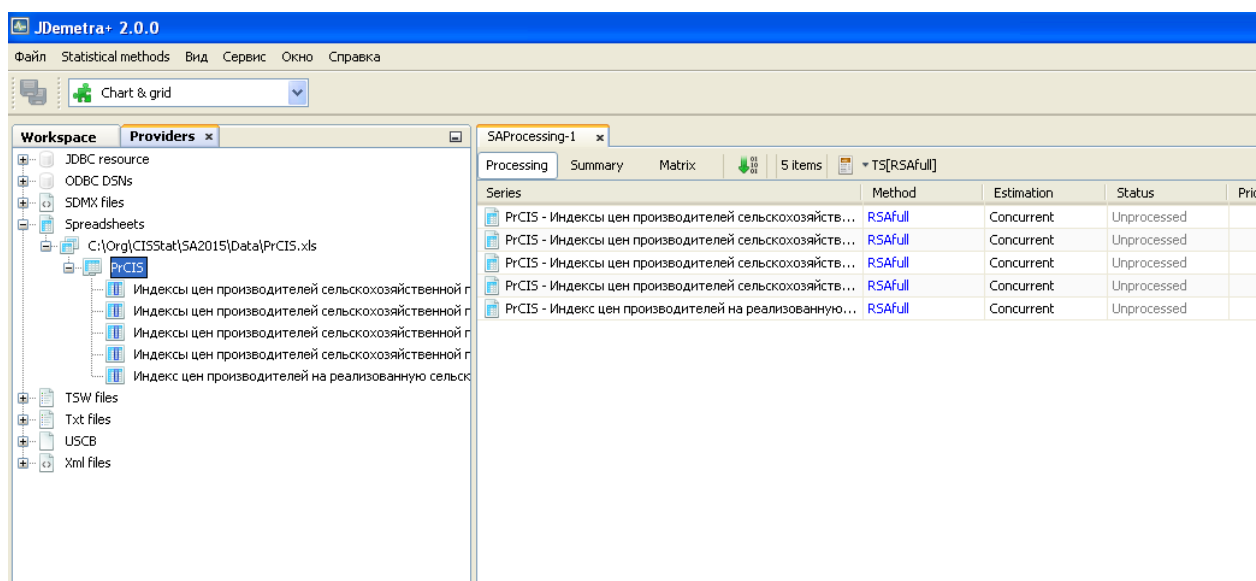 JDemetra+ 2.0.0
Файл Statistical methods Вид Сервис Окно Справка
Chart & grid
Workspace Providers x
JDBC resource
ODBC DSNs
SDMX files
Spreadsheets
C:\Org\CISStat\SA2015\Data\PrCIS.xls
PrCIS
Индексы цен производителей сельскохозяйственной п
Индексы цен производителей сельскохозяйственной п
Индексы цен производителей сельскохозяйственной п
Индексы цен производителей сельскохозяйственной п
Индекс цен производителей на реализованную сельск
TSW files
Txt files
USCB
Xml files
SAProcessing-1 x
Processing Summary Matrix 5 items TS[RSAfull]
Series Method Estimation Status Pric
PrCIS - Индексы цен производителей сельскохозяйств... RSAfull Concurrent Unprocessed
PrCIS - Индексы цен производителей сельскохозяйств... RSAfull Concurrent Unprocessed
PrCIS - Индексы цен производителей сельскохозяйств... RSAfull Concurrent Unprocessed
PrCIS - Индексы цен производителей сельскохозяйств... RSAfull Concurrent Unprocessed
PrCIS - Индекс цен производителей на реализованную... RSAfull Concurrent Unprocessed